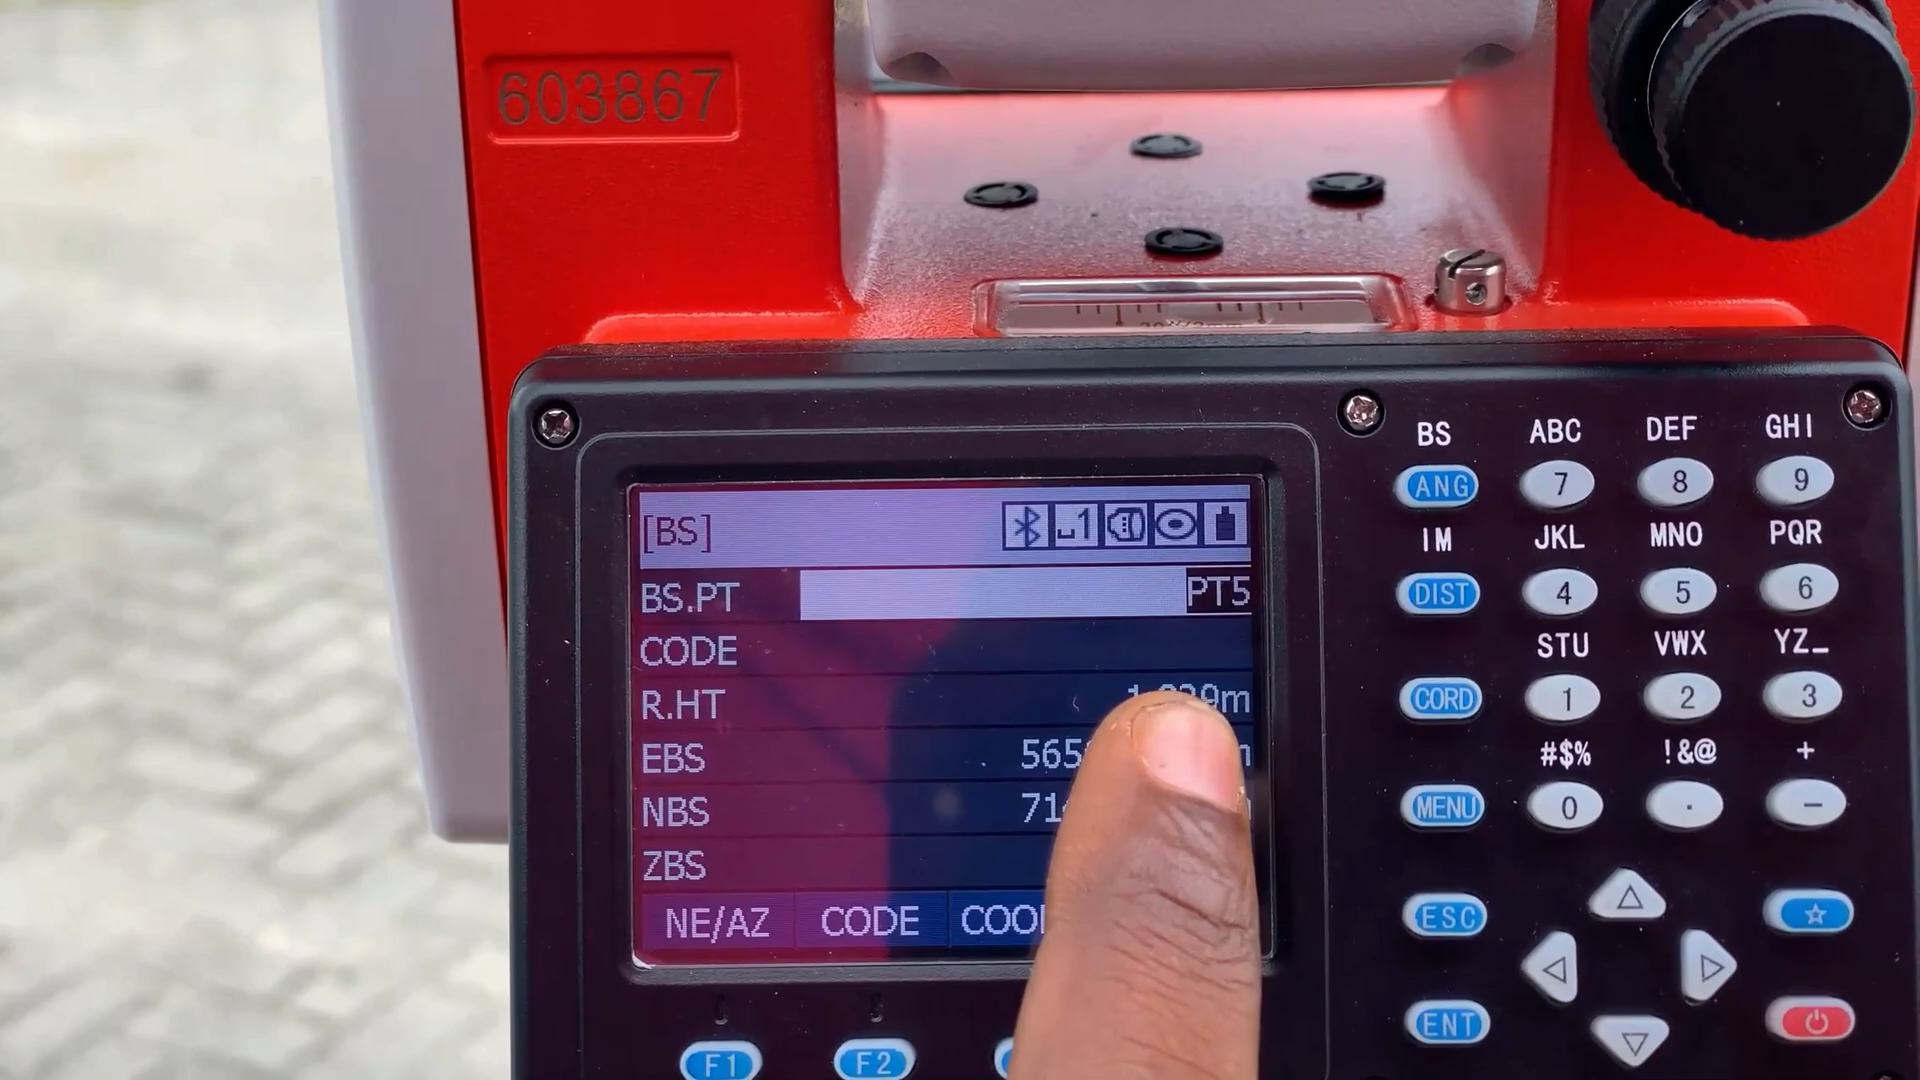 603867
[BS]
BS.PT PT5
CODE
R.HT
EBS
NBS
ZBS
NE/AZ CODE
F1 F2
BS ABC DEF GHI
ANG 7 8 9
IM JKL MNO PQR
DIST 4 5 6
STU VWX YZ_
CORD 1 2 3
#$% !&@ +
MENU 0 . −
ESC
ENT